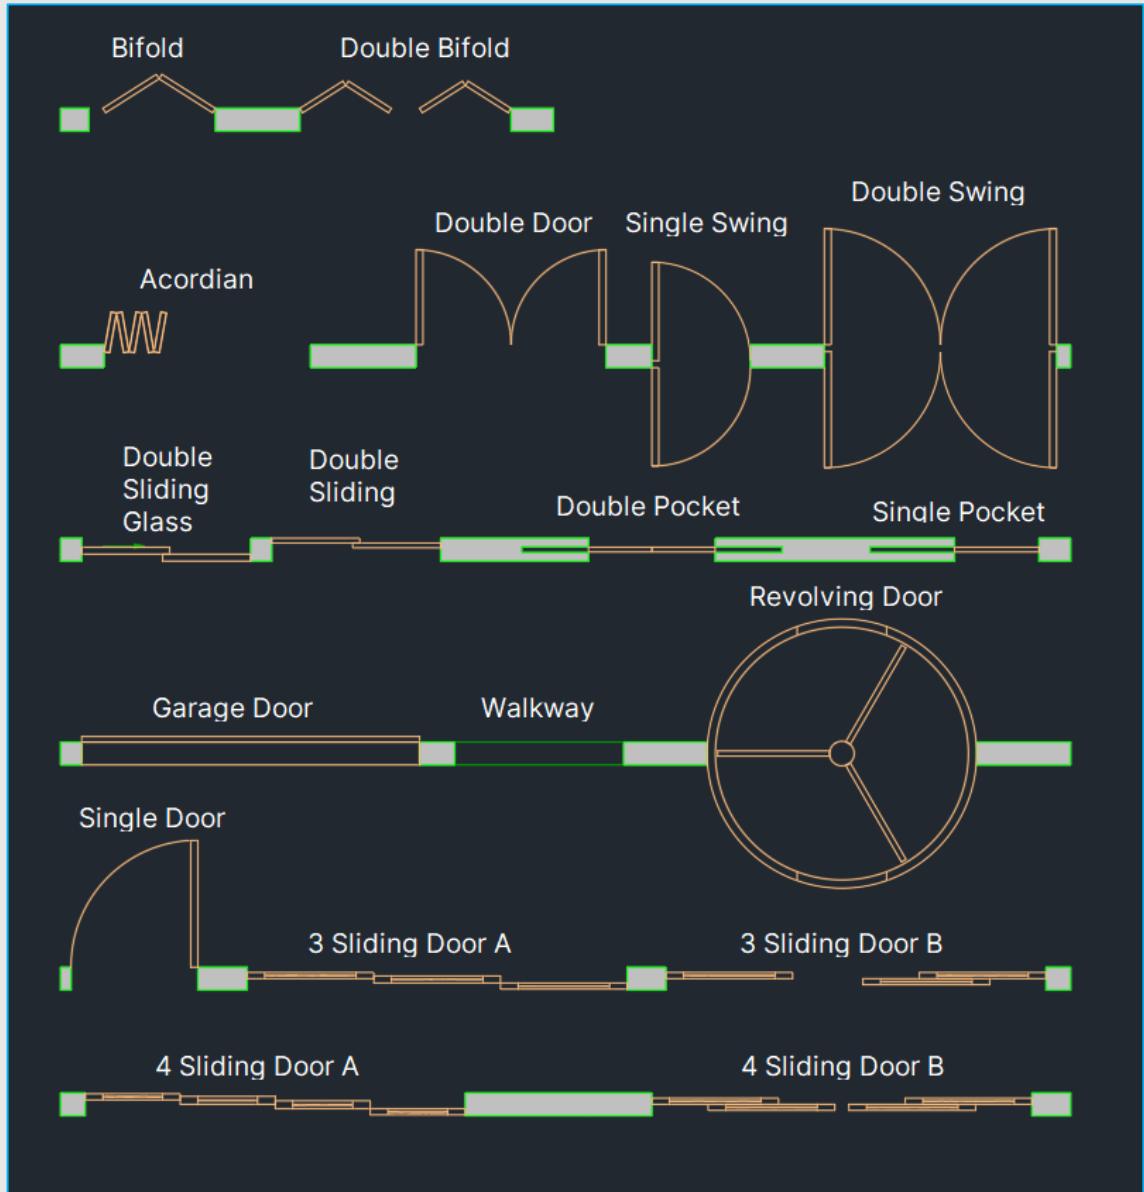 Bifold
Double Bifold
Double Swing
Double Door
Single Swing
Acordian
Double
Sliding
Glass
Double
Sliding
Double Pocket
Single Pocket
Revolving Door
Garage Door
Walkway
Single Door
3 Sliding Door A
3 Sliding Door B
4 Sliding Door A
4 Sliding Door B